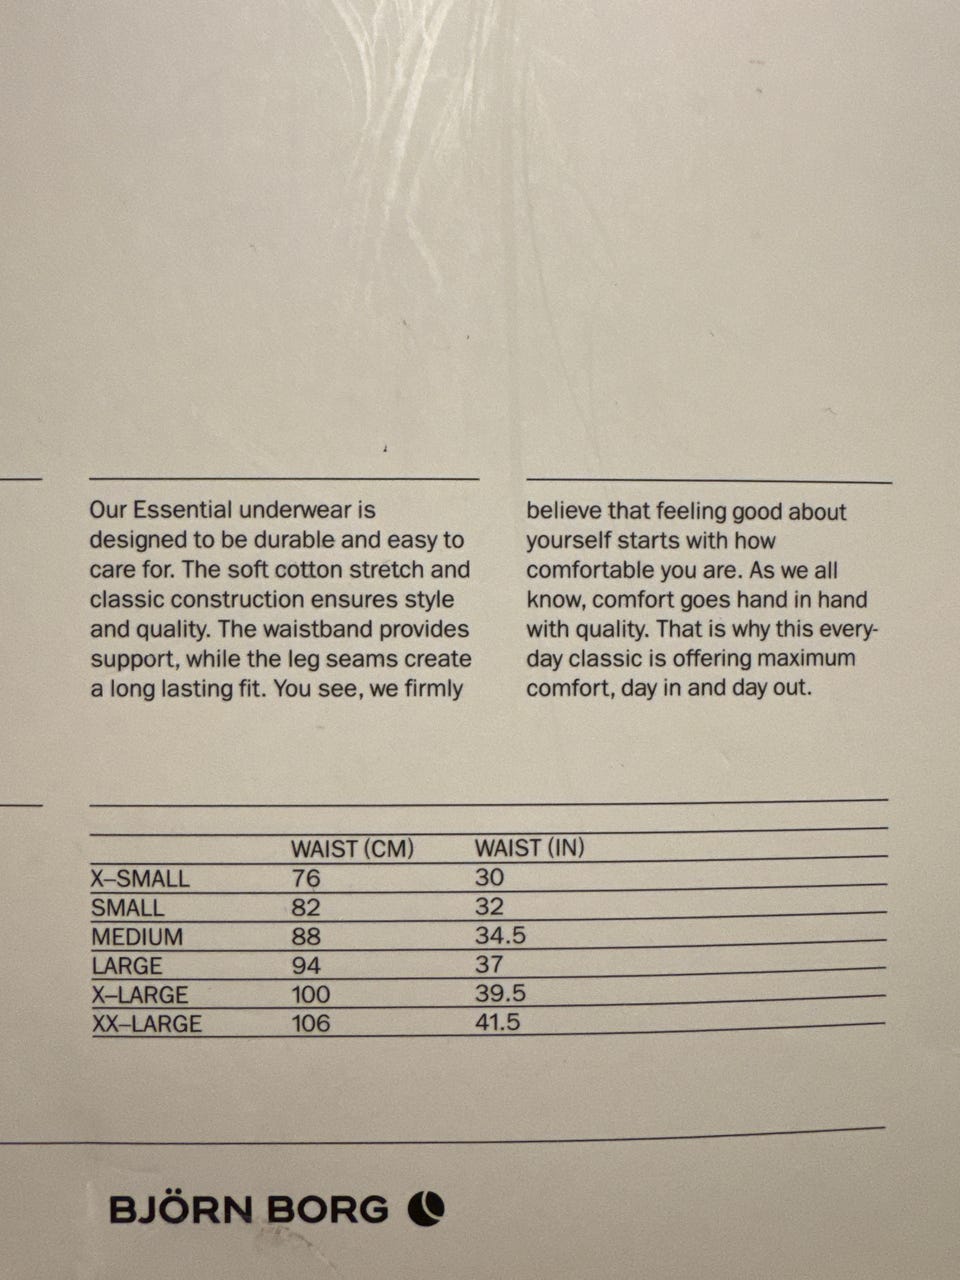 Our Essential underwear is
designed to be durable and easy to
care for. The soft cotton stretch and
classic construction ensures style
and quality. The waistband provides
support, while the leg seams create
a long lasting fit. You see, we firmly
believe that feeling good about
yourself starts with how
comfortable you are. As we all
know, comfort goes hand in hand
with quality. That is why this every-
day classic is offering maximum
comfort, day in and day out.
WAIST (CM) WAIST (IN)
X–SMALL 76 30
SMALL 82 32
MEDIUM 88 34.5
LARGE 94 37
X–LARGE 100 39.5
XX–LARGE 106 41.5
BJÖRN BORG